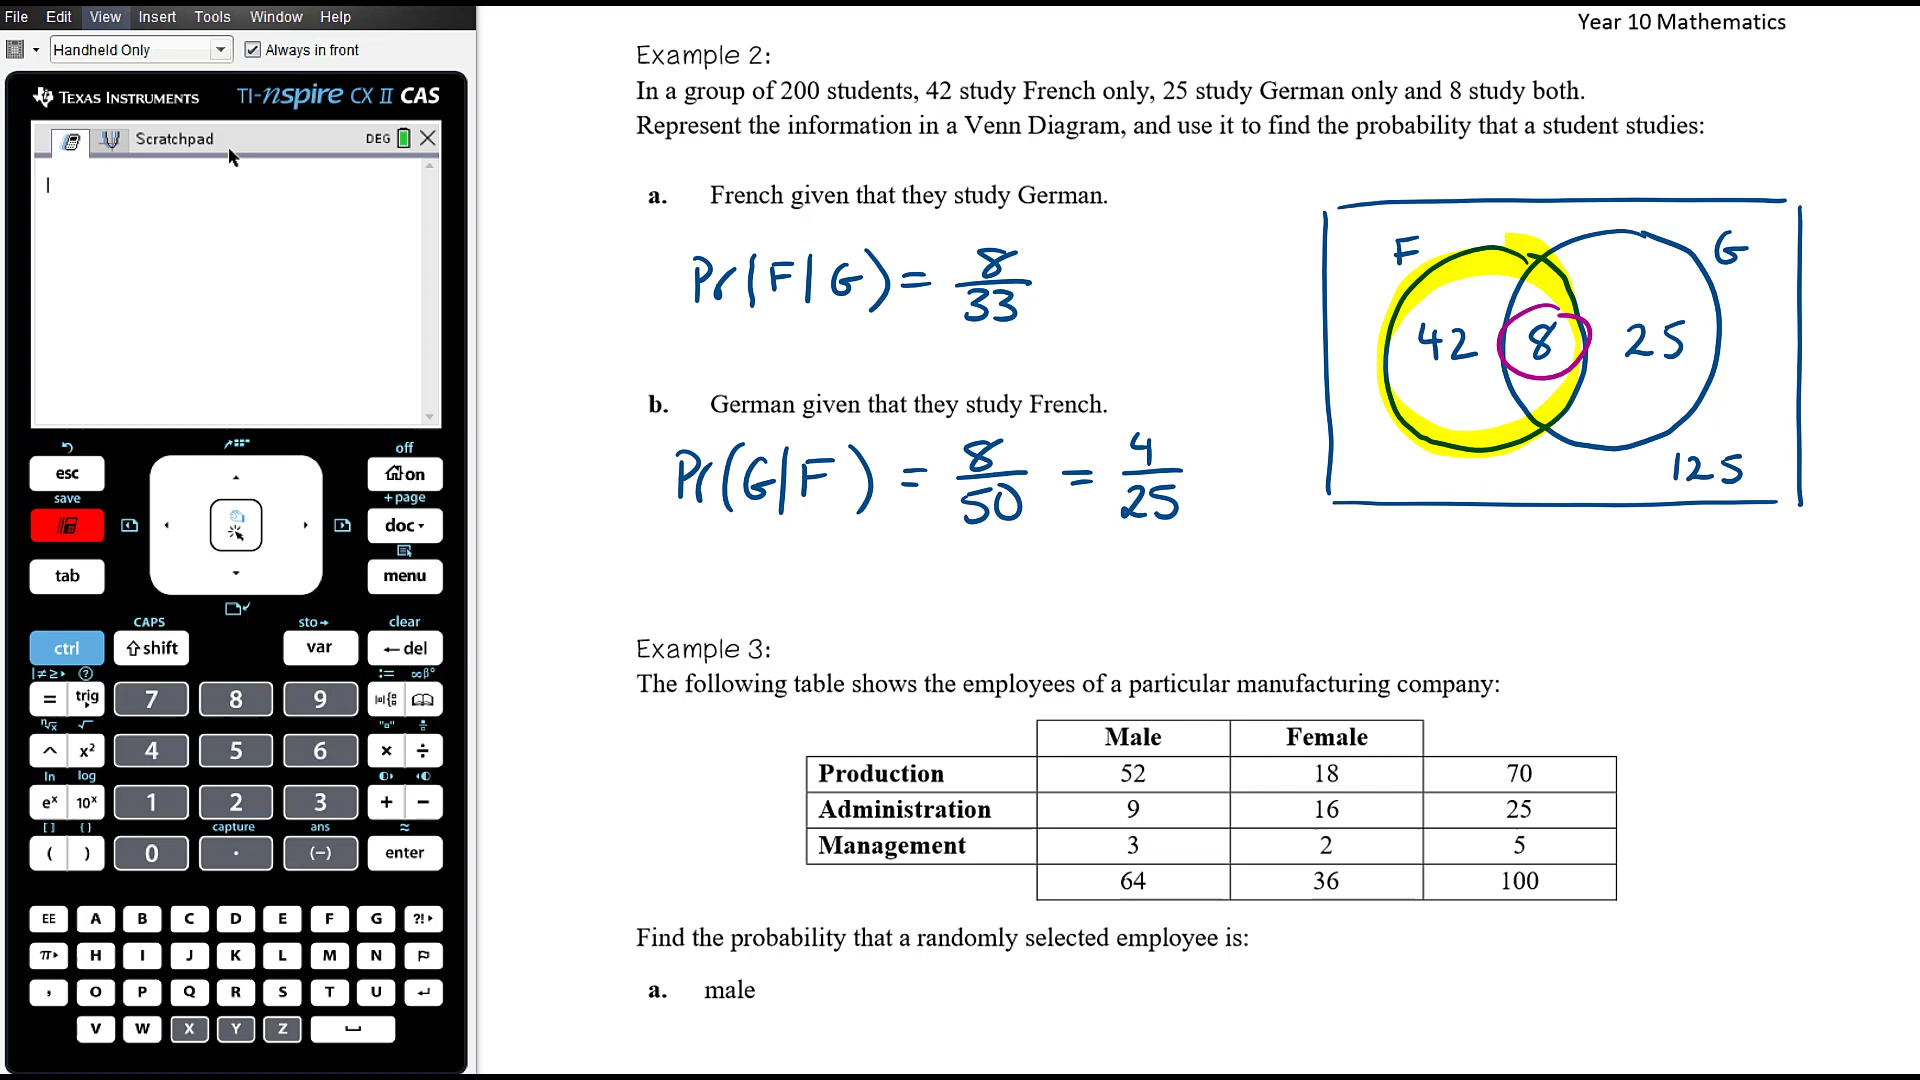 File Edit View Insert Tools Window Help
Handheld Only Always in front
TEXAS INSTRUMENTS TI-nspire CX II CAS
Scratchpad DEG
off
esc on
save + page
doc
tab menu
CAPS sto→ clear
ctrl ⇧shift var ←del
|≠≥▸ ? := ∞β°
= trig 7 8 9 |□|{ 
ⁿ√x √ "□"
^ x² 4 5 6 × ÷
ln log
eˣ 10ˣ 1 2 3 + −
[ ] { } capture ans ≈
( ) 0 . (−) enter
EE A B C D E F G ?!▸
π▸ H I J K L M N
, O P Q R S T U ↵
V W X Y Z
Year 10 Mathematics
Example 2:
In a group of 200 students, 42 study French only, 25 study German only and 8 study both.
Represent the information in a Venn Diagram, and use it to find the probability that a student studies:
a. French given that they study German.
Pr(F|G) = 8/33
F G
42 8 25
125
b. German given that they study French.
Pr(G|F) = 8/50 = 4/25
Example 3:
The following table shows the employees of a particular manufacturing company:
Male Female
Production 52 18 70
Administration 9 16 25
Management 3 2 5
64 36 100
Find the probability that a randomly selected employee is:
a. male